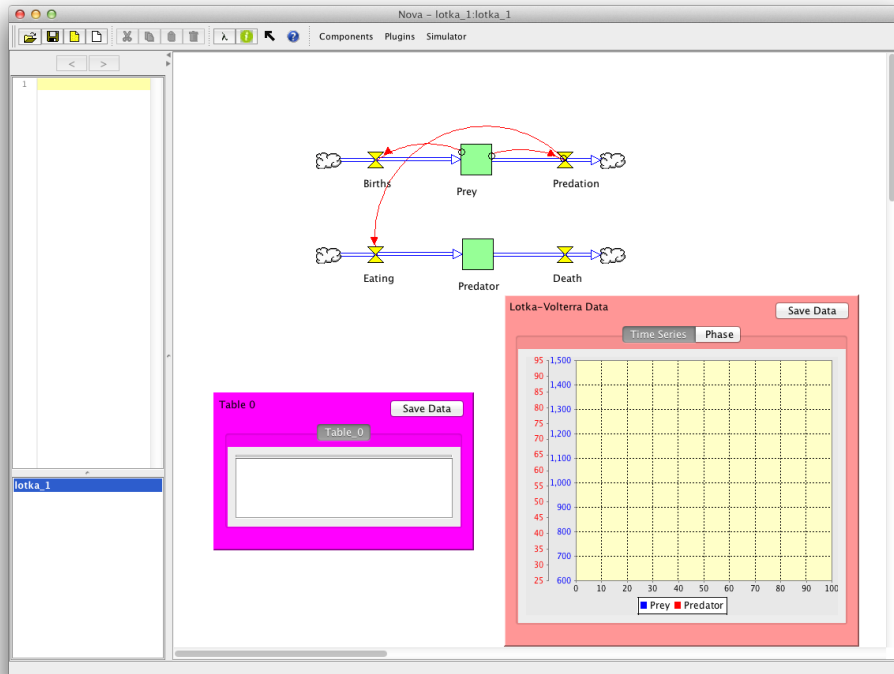 Nova – lotka_1:lotka_1
λ i ? Components Plugins Simulator
< >
1
Births Prey Predation
Eating Predator Death
lotka_1
Table 0 Save Data
Table_0
Lotka-Volterra Data Save Data
Time Series Phase
95 1,500
90 1,400
85
80 1,300
75 1,200
70
65 1,100
60
55 1,000
50 900
45
40 800
35 700
30
25 600
0 10 20 30 40 50 60 70 80 90 100
Prey Predator